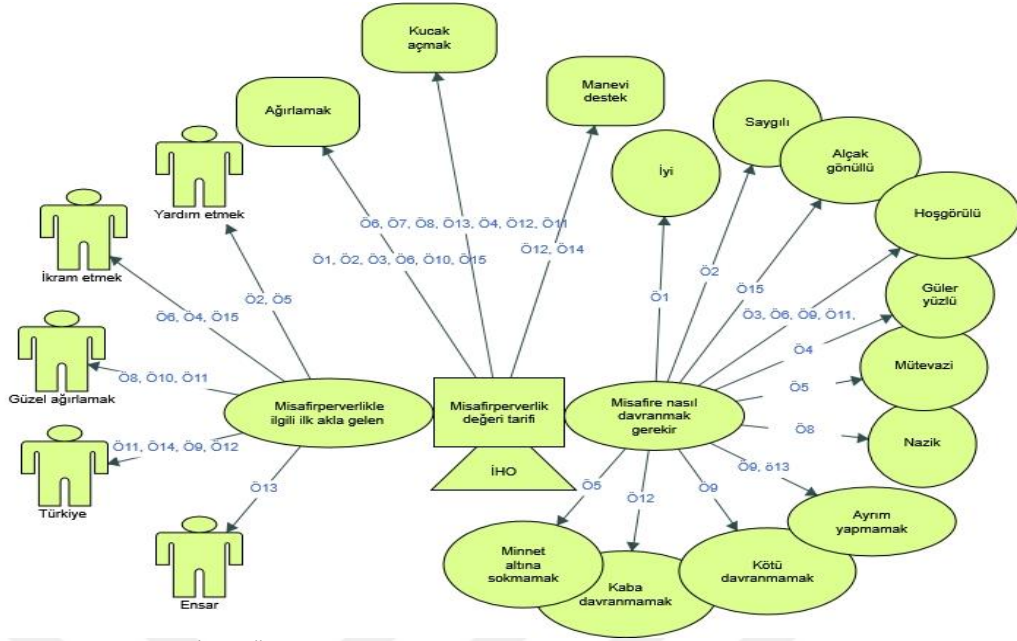 Kucak
açmak
Ağırlamak
Manevi
destek
Saygılı
Alçak
gönüllü
İyi
Hoşgörülü
Yardım etmek
İkram etmek
Güler
yüzlü
Ö6, Ö7, Ö8, Ö13, Ö4, Ö12, Ö11
Ö12, Ö14
Ö1, Ö2, Ö3, Ö6, Ö10, Ö15
Ö2
Ö1
Ö15
Ö2, Ö5
Ö3, Ö6, Ö9, Ö11,
Ö6, Ö4, Ö15
Ö4
Mütevazi
Ö8, Ö10, Ö11
Ö5
Güzel ağırlamak
Misafirperverlikle
ilgili ilk akla gelen
Misafirperverlik
değeri tarifi
Misafire nasıl
davranmak
gerekir
Ö8
Nazik
Ö11, Ö14, Ö9, Ö12
Ö9, ö13
İHO
Ö13
Ö5
Ö12
Ö9
Türkiye
Ayrım
yapmamak
Minnet
altına
sokmamak
Kaba
davranmamak
Kötü
davranmamak
Ensar